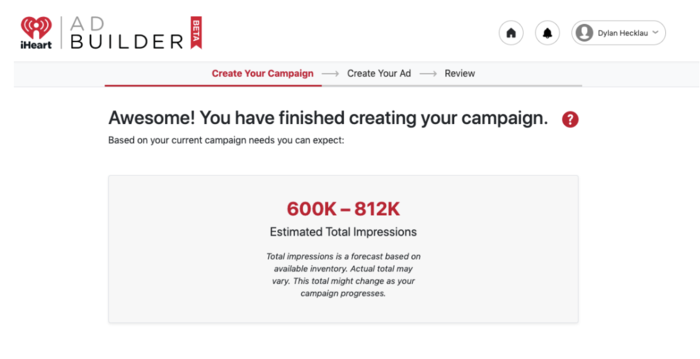 iHeart
AD
BUILDER
BETA
Dylan Hecklau
Create Your Campaign → Create Your Ad → Review
Awesome! You have finished creating your campaign. ?
Based on your current campaign needs you can expect:
600K – 812K
Estimated Total Impressions
Total impressions is a forecast based on
available inventory. Actual total may
vary. This total might change as your
campaign progresses.